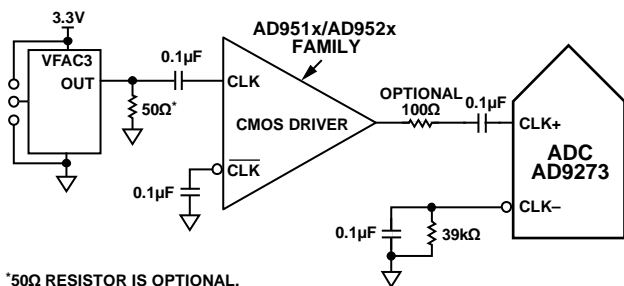 3.3V
VFAC3
OUT
50Ω*
0.1µF
AD951x/AD952x
FAMILY
CLK
CMOS DRIVER
CLK
0.1µF
OPTIONAL
100Ω
0.1µF
CLK+
ADC
AD9273
CLK–
0.1µF
39kΩ
*50Ω RESISTOR IS OPTIONAL.